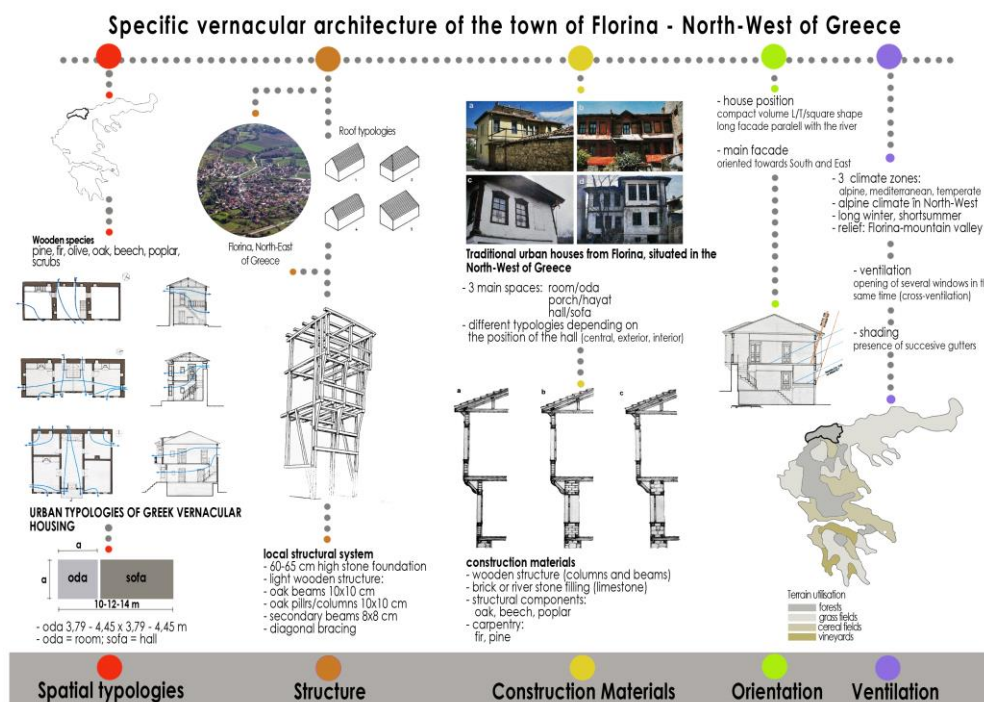 Specific vernacular architecture of the town of Florina - North-West of Greece
Wooden species
pine, fir, olive, oak, beech, poplar,
scrubs
URBAN TYPOLOGIES OF GREEK VERNACULAR
HOUSING
a
a
oda
sofa
10-12-14 m
- oda 3,79 - 4,45 x 3,79 - 4,45 m
- oda = room; sofa = hall
Roof typologies
Florina, North-East
of Greece
local structural system
- 60-65 cm high stone foundation
- light wooden structure:
- oak beams 10x10 cm
- oak pillrs/columns 10x10 cm
- secondary beams 8x8 cm
- diagonal bracing
a
b
c
d
Traditional urban houses from Florina, situated in the
North-West of Greece
- 3 main spaces: room/oda
porch/hayat
hall/sofa
- different typologies depending on
the position of the hall (central, exterior, interior)
a
b
c
construction materials
- wooden structure (columns and beams)
- brick or river stone filling (limestone)
- structural components:
oak, beech, poplar
- carpentry:
fir, pine
- house position
compact volume L/T/square shape
long facade paralell with the river
- main facade
oriented towards South and East
- 3 climate zones:
alpine, mediterranean, temperate
- alpine climate in North-West
- long winter, shortsummer
- relief: Florina-mountain valley
- ventilation
opening of several windows in th
same time (cross-ventilation)
- shading
presence of succesive gutters
Terrain utilisation
forests
grass fields
cereal fields
vineyards
Spatial typologies
Structure
Construction Materials
Orientation
Ventilation